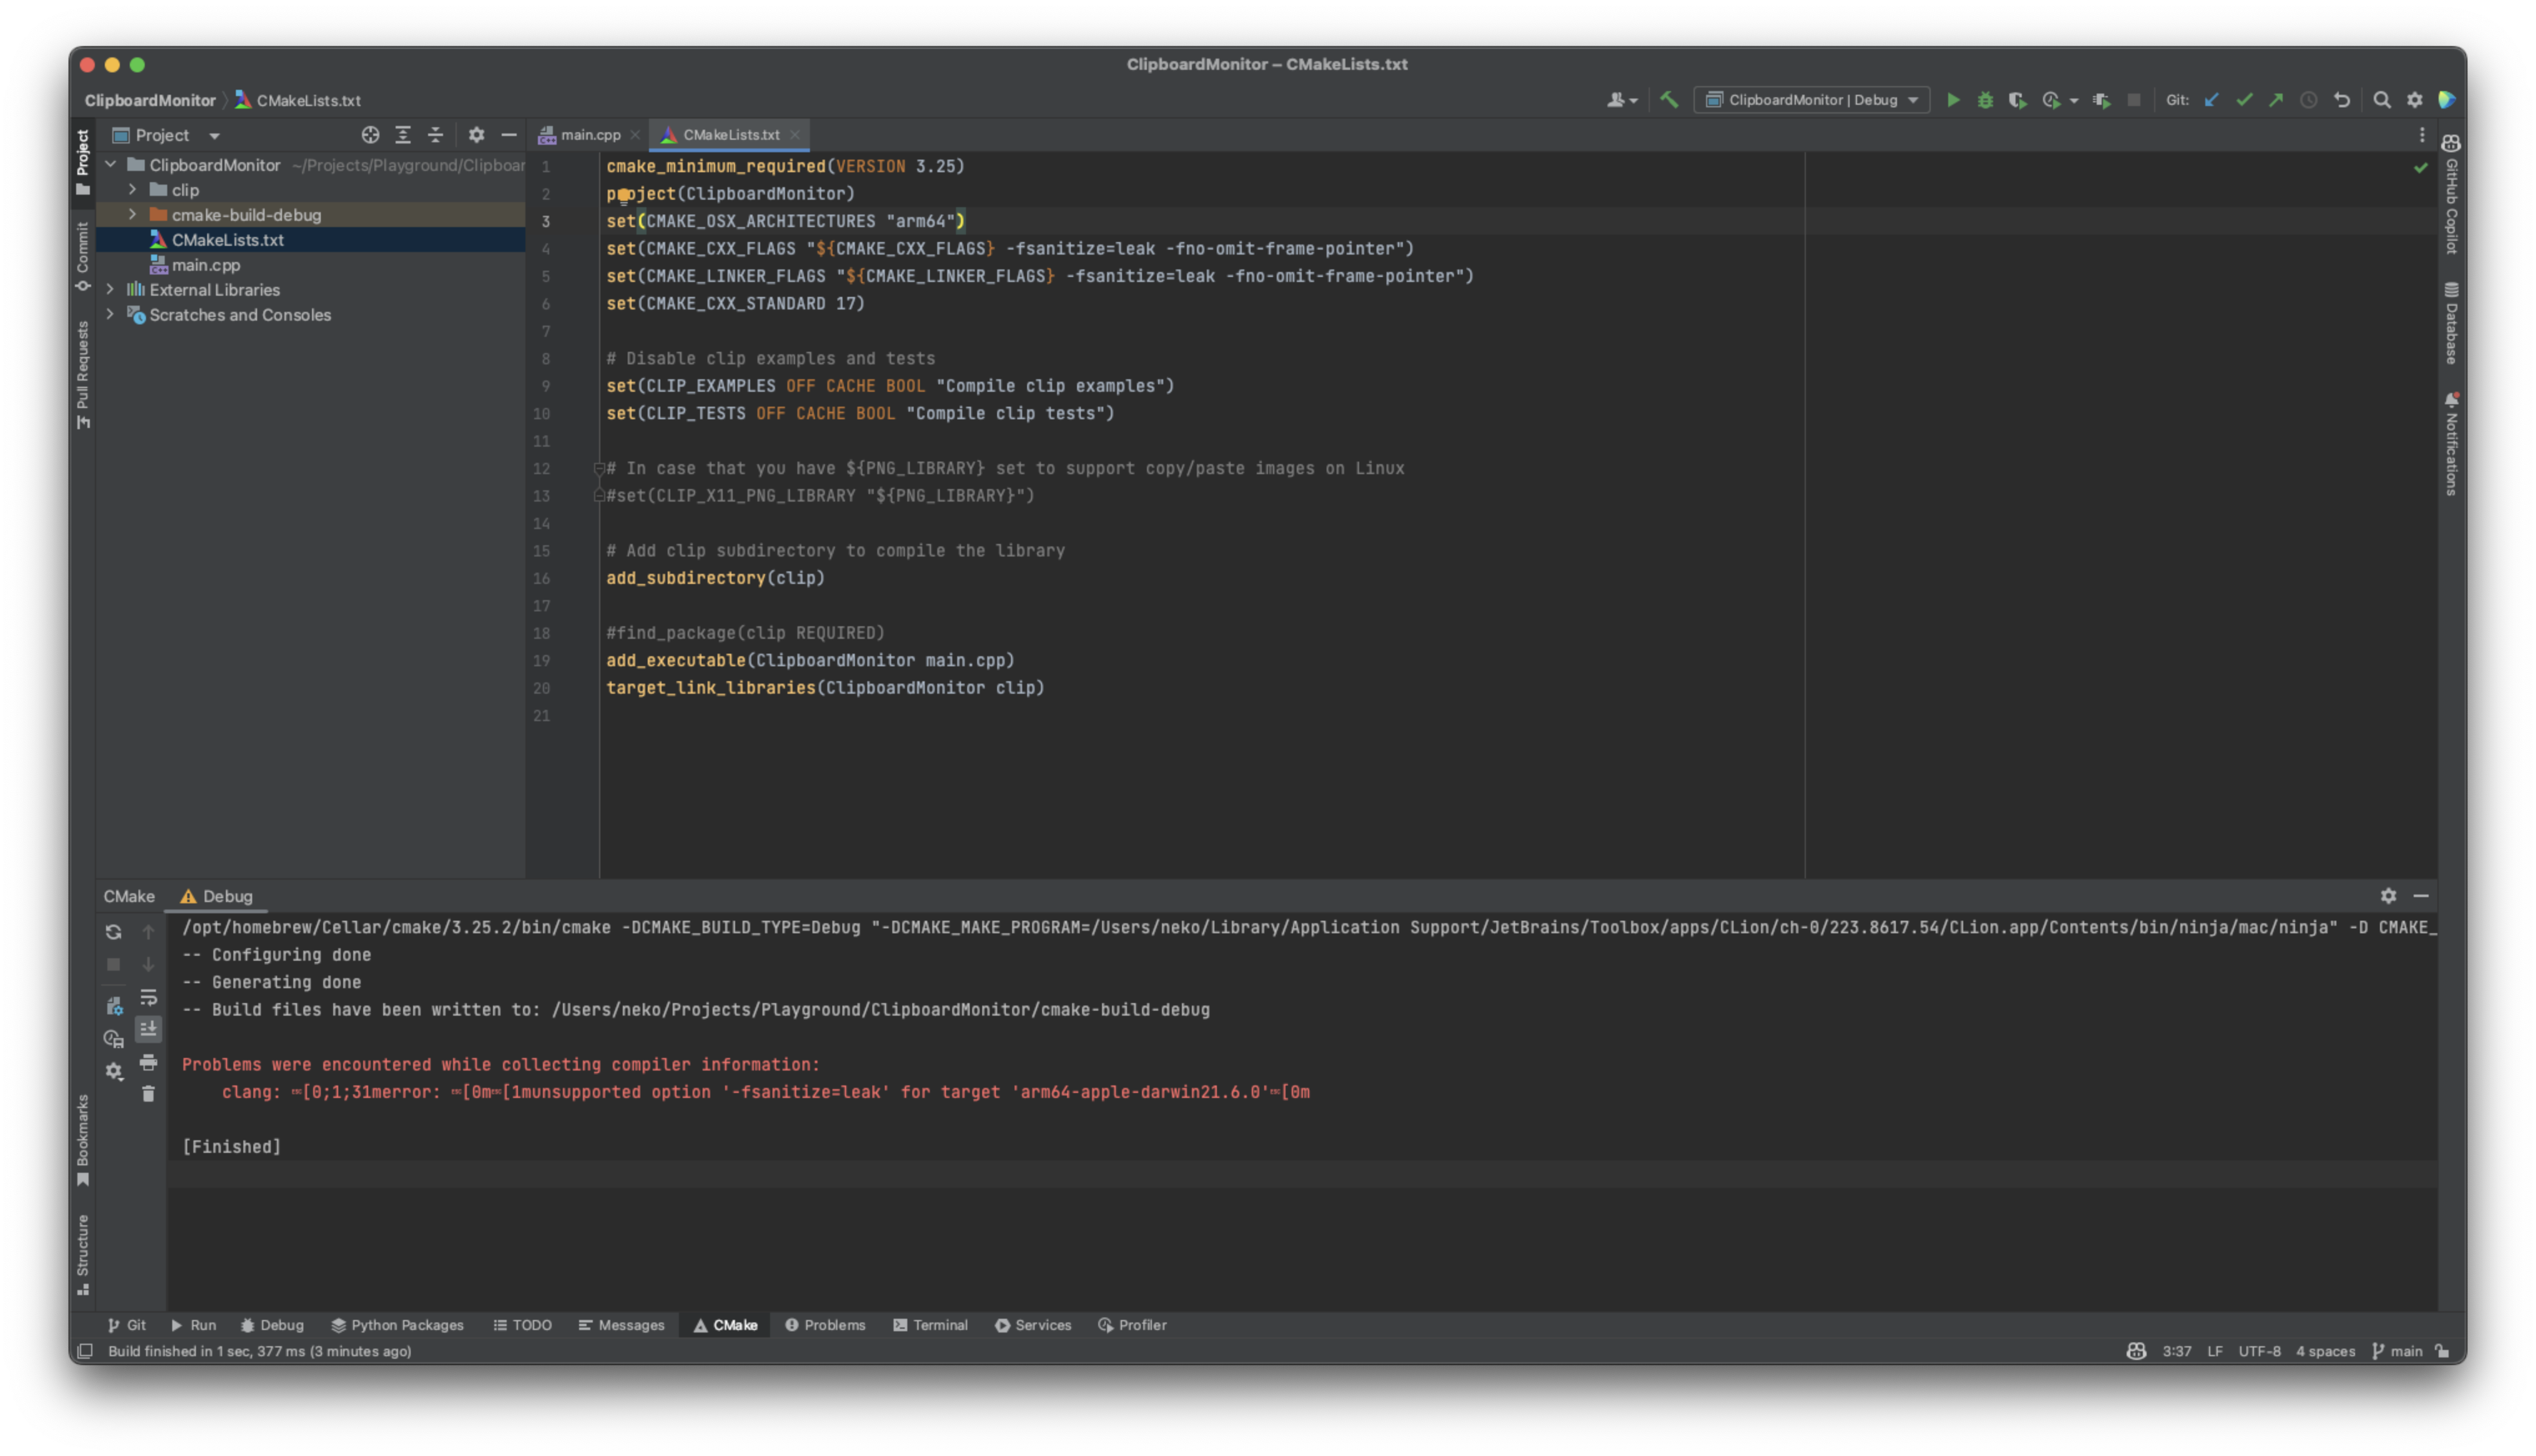 ClipboardMonitor – CMakeLists.txt
ClipboardMonitor
CMakeLists.txt
ClipboardMonitor | Debug
Git:
Project
main.cpp
CMakeLists.txt
Project
Commit
Pull Requests
Bookmarks
Structure
ClipboardMonitor ~/Projects/Playground/Clipboar
clip
cmake-build-debug
CMakeLists.txt
main.cpp
External Libraries
Scratches and Consoles
1 cmake_minimum_required(VERSION 3.25)
2 project(ClipboardMonitor)
3 set(CMAKE_OSX_ARCHITECTURES "arm64")
4 set(CMAKE_CXX_FLAGS "${CMAKE_CXX_FLAGS} -fsanitize=leak -fno-omit-frame-pointer")
5 set(CMAKE_LINKER_FLAGS "${CMAKE_LINKER_FLAGS} -fsanitize=leak -fno-omit-frame-pointer")
6 set(CMAKE_CXX_STANDARD 17)
7
8 # Disable clip examples and tests
9 set(CLIP_EXAMPLES OFF CACHE BOOL "Compile clip examples")
10 set(CLIP_TESTS OFF CACHE BOOL "Compile clip tests")
11
12 # In case that you have ${PNG_LIBRARY} set to support copy/paste images on Linux
13 #set(CLIP_X11_PNG_LIBRARY "${PNG_LIBRARY}")
14
15 # Add clip subdirectory to compile the library
16 add_subdirectory(clip)
17
18 #find_package(clip REQUIRED)
19 add_executable(ClipboardMonitor main.cpp)
20 target_link_libraries(ClipboardMonitor clip)
21
GitHub Copilot
Database
Notifications
CMake
Debug
/opt/homebrew/Cellar/cmake/3.25.2/bin/cmake -DCMAKE_BUILD_TYPE=Debug "-DCMAKE_MAKE_PROGRAM=/Users/neko/Library/Application Support/JetBrains/Toolbox/apps/CLion/ch-0/223.8617.54/CLion.app/Contents/bin/ninja/mac/ninja" -D CMAKE_
-- Configuring done
-- Generating done
-- Build files have been written to: /Users/neko/Projects/Playground/ClipboardMonitor/cmake-build-debug
Problems were encountered while collecting compiler information:
clang: [0;1;31merror: [0m[1munsupported option '-fsanitize=leak' for target 'arm64-apple-darwin21.6.0'[0m
[Finished]
Git
Run
Debug
Python Packages
TODO
Messages
CMake
Problems
Terminal
Services
Profiler
Build finished in 1 sec, 377 ms (3 minutes ago)
3:37
LF
UTF-8
4 spaces
main